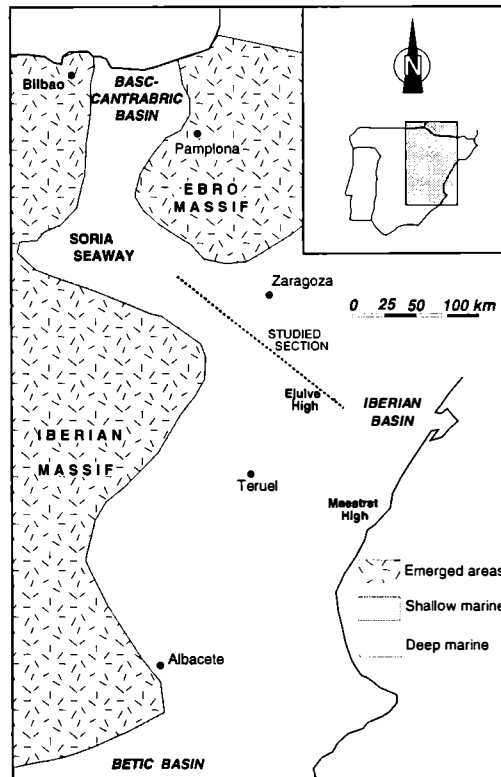 Bilbao
BASC-
CANTRABRIC
BASIN
N
Pamplona
EBRO
MASSIF
SORIA
SEAWAY
Zaragoza
0 25 50 100 km
STUDIED
SECTION
Ejulve
High
IBERIAN
BASIN
IBERIAN
MASSIF
Teruel
Maestrat
High
Emerged areas
Shallow marine
Deep marine
Albacete
BETIC BASIN